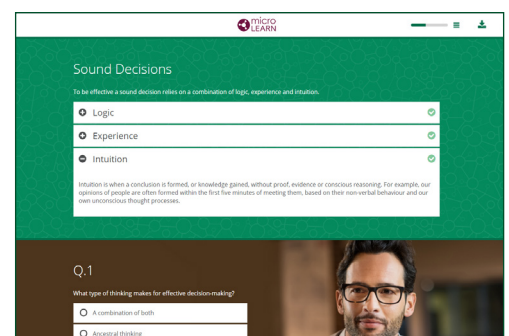 micro
LEARN
Sound Decisions
To be effective a sound decision relies on a combination of logic, experience and intuition.
Logic
Experience
Intuition
Intuition is when a conclusion is formed, or knowledge gained, without proof, evidence or conscious reasoning. For example, our
opinions of people are often formed within the first five minutes of meeting them, based on their non-verbal behaviour and our
own unconscious thought processes.
Q.1
What type of thinking makes for effective decision-making?
A combination of both
Ancestral thinking